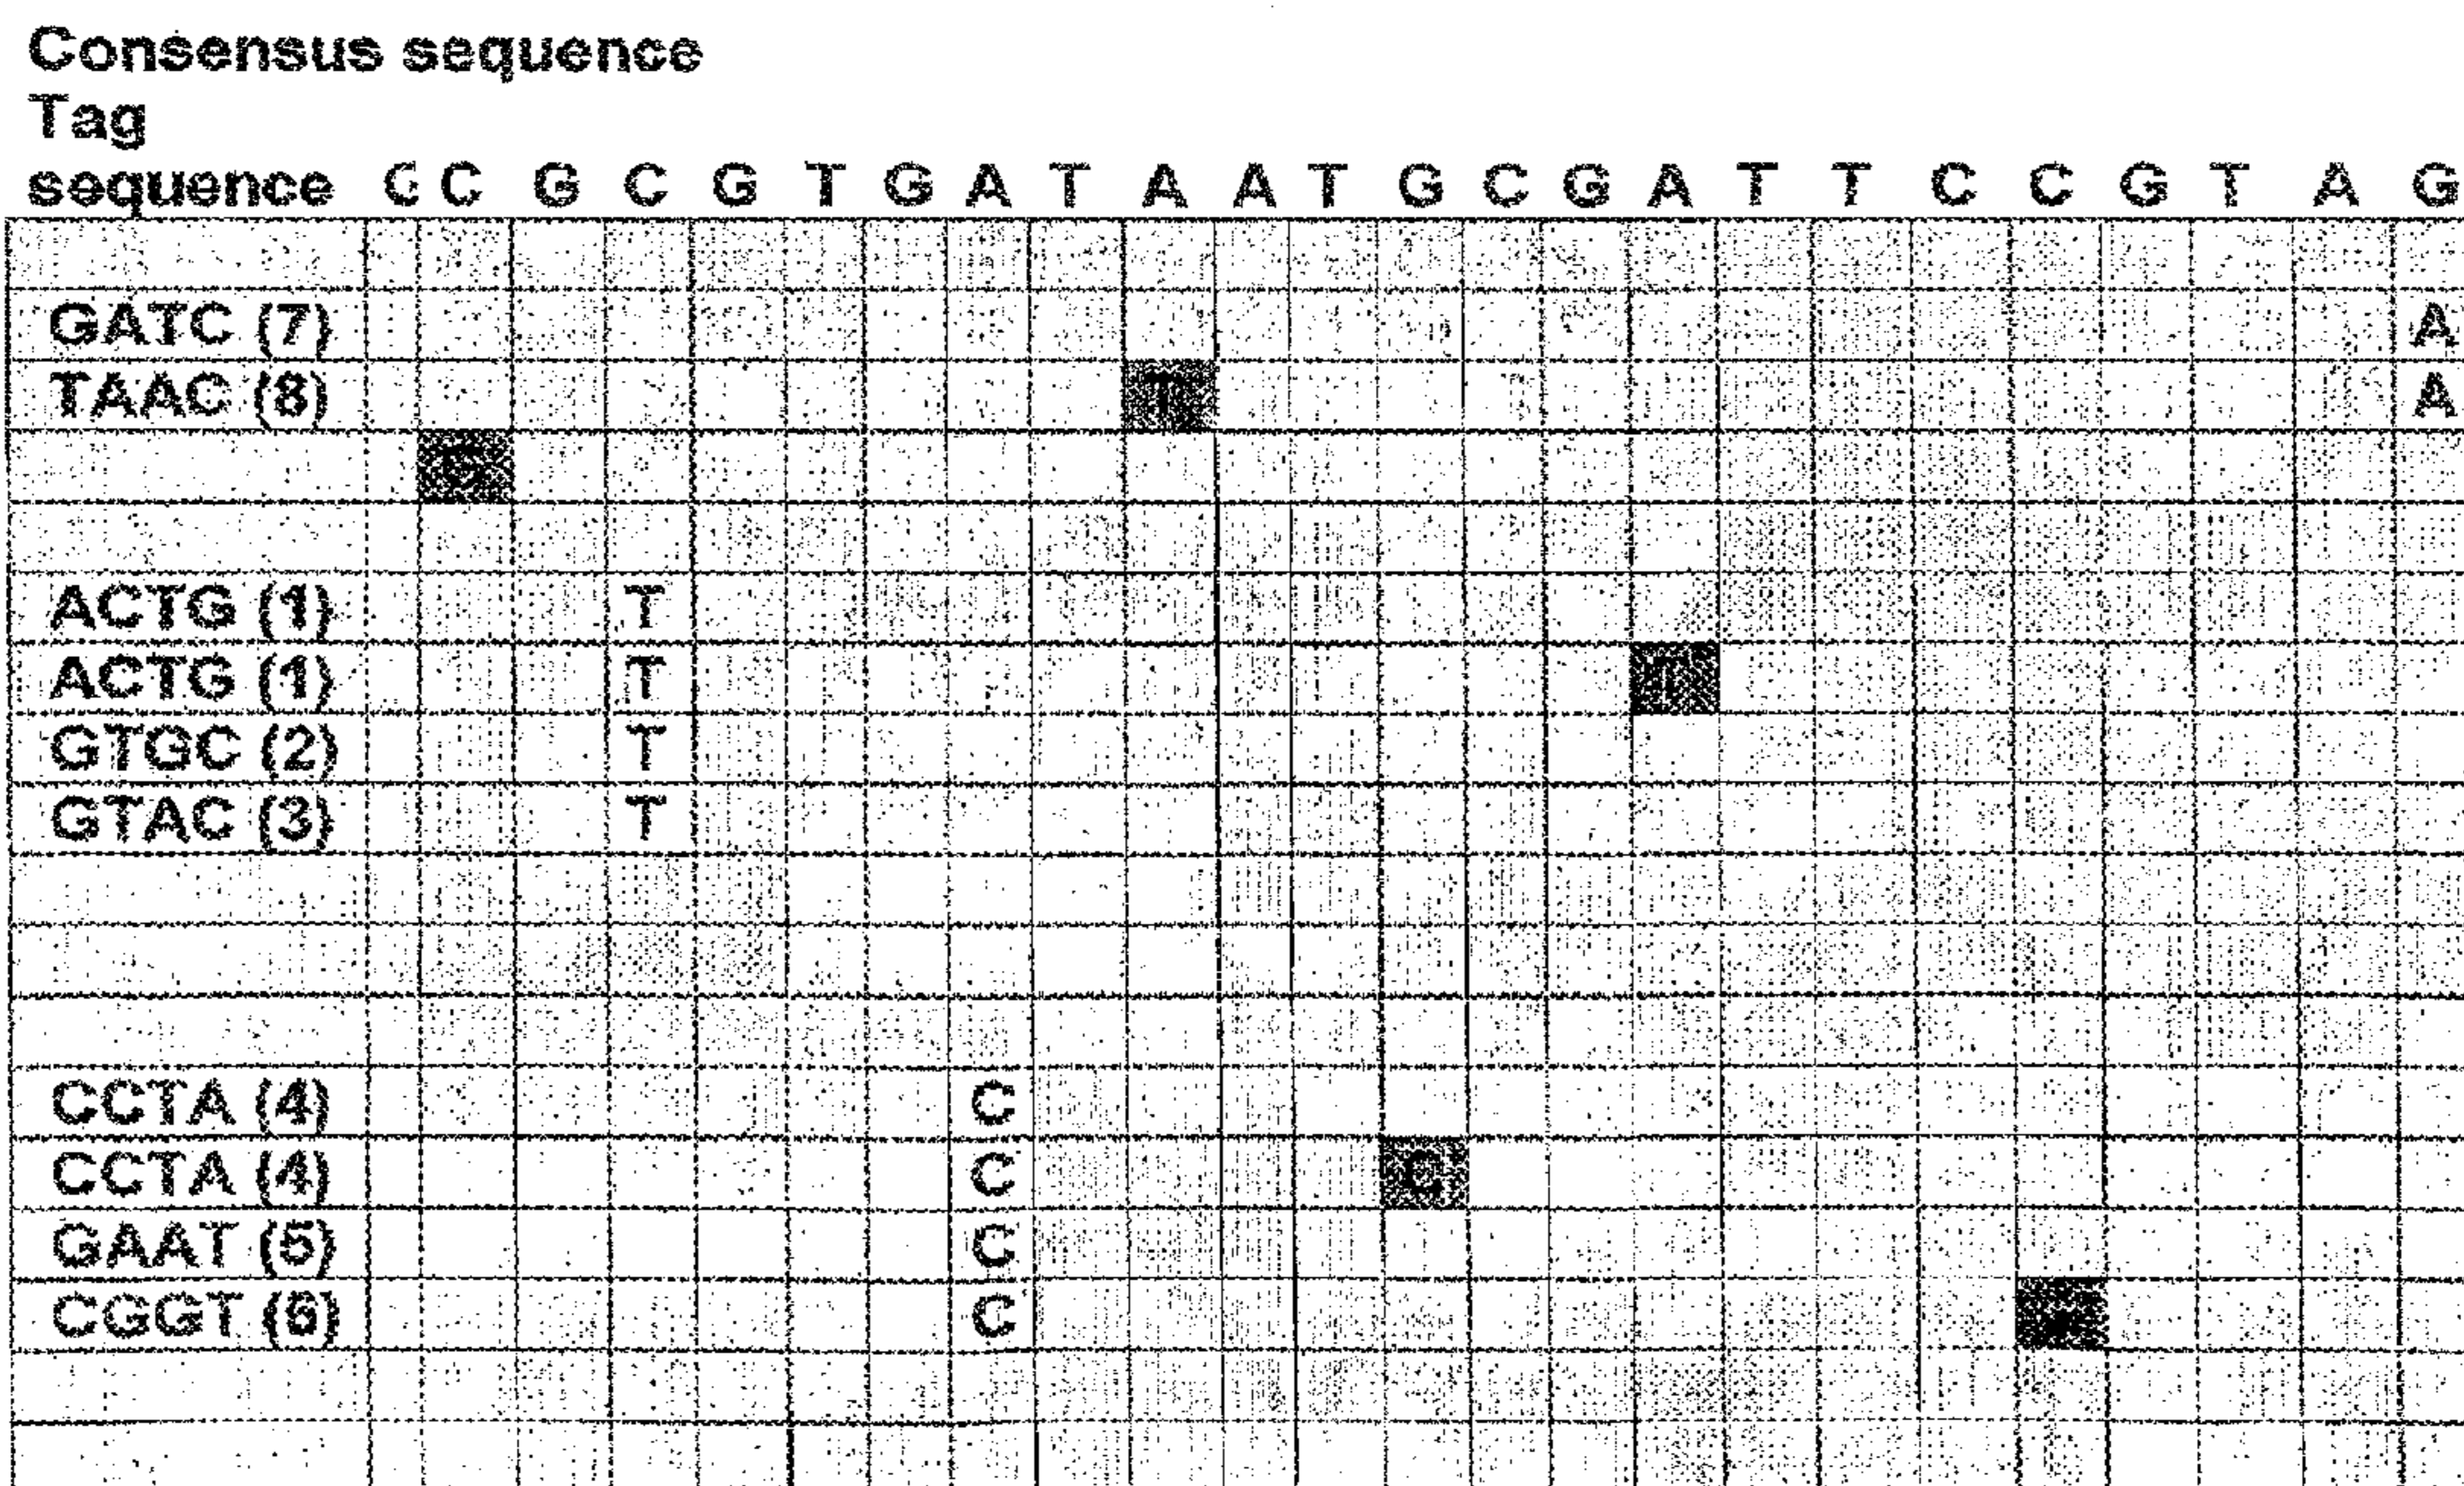 Consensus sequence
Tag
sequence C G C G T G A T A A T G C G A T T C C G T A G
GATC (7) A
TAAC (8) T A
ACTG (1) T
ACTG (1) T
GTGC (2) T
GTAC (3) T
CCTA (4) C
CCTA (4) C C
GAAT (5) C
CGGT (6) C